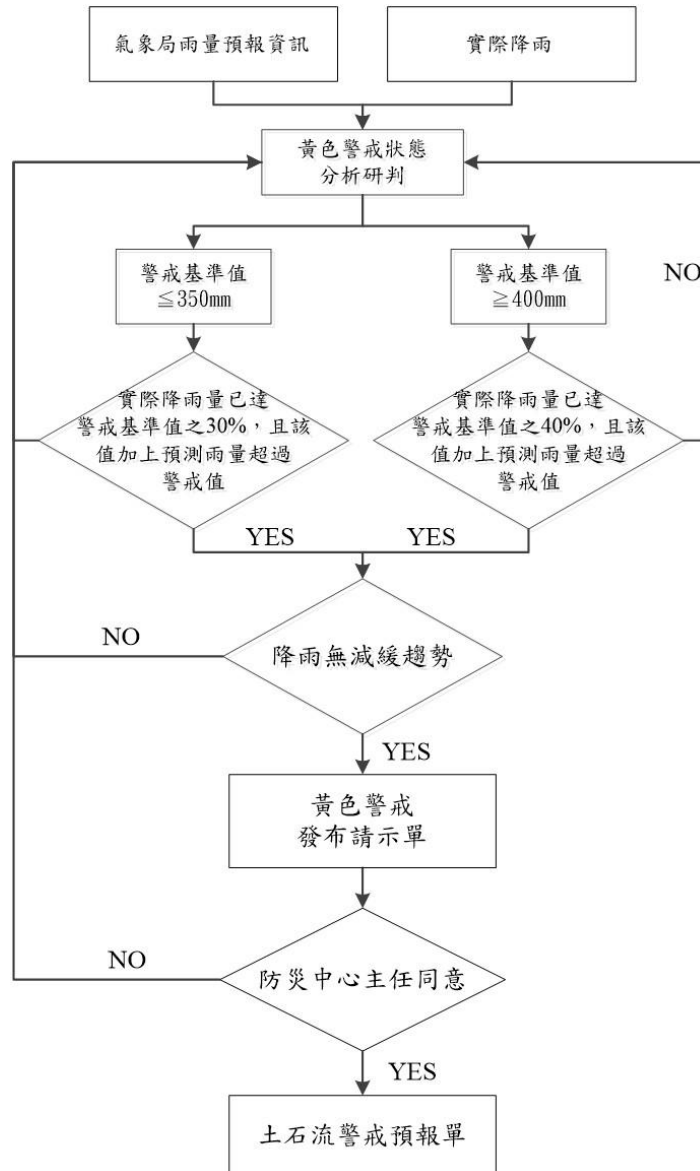 氣象局雨量預報資訊
實際降雨
黃色警戒狀態
分析研判
警戒基準值
≦350mm
警戒基準值
≧400mm
NO
實際降雨量已達
警戒基準值之30%，且該
值加上預測雨量超過
警戒值
實際降雨量已達
警戒基準值之40%，且該
值加上預測雨量超過
警戒值
YES
YES
NO
降雨無減緩趨勢
YES
黃色警戒
發布請示單
NO
防災中心主任同意
YES
土石流警戒預報單